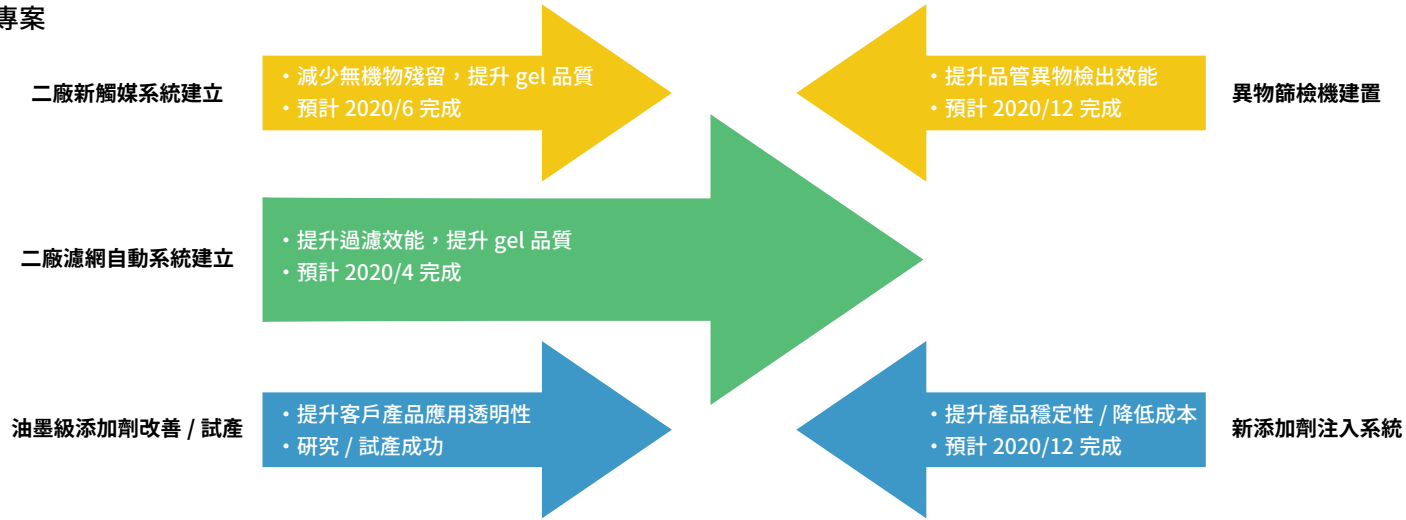 專案
二廠新觸媒系統建立
・減少無機物殘留，提升 gel 品質
・預計 2020/6 完成
・提升品管異物檢出效能
・預計 2020/12 完成
異物篩檢機建置
二廠濾網自動系統建立
・提升過濾效能，提升 gel 品質
・預計 2020/4 完成
油墨級添加劑改善 / 試產
・提升客戶產品應用透明性
・研究 / 試產成功
・提升產品穩定性 / 降低成本
・預計 2020/12 完成
新添加劑注入系統